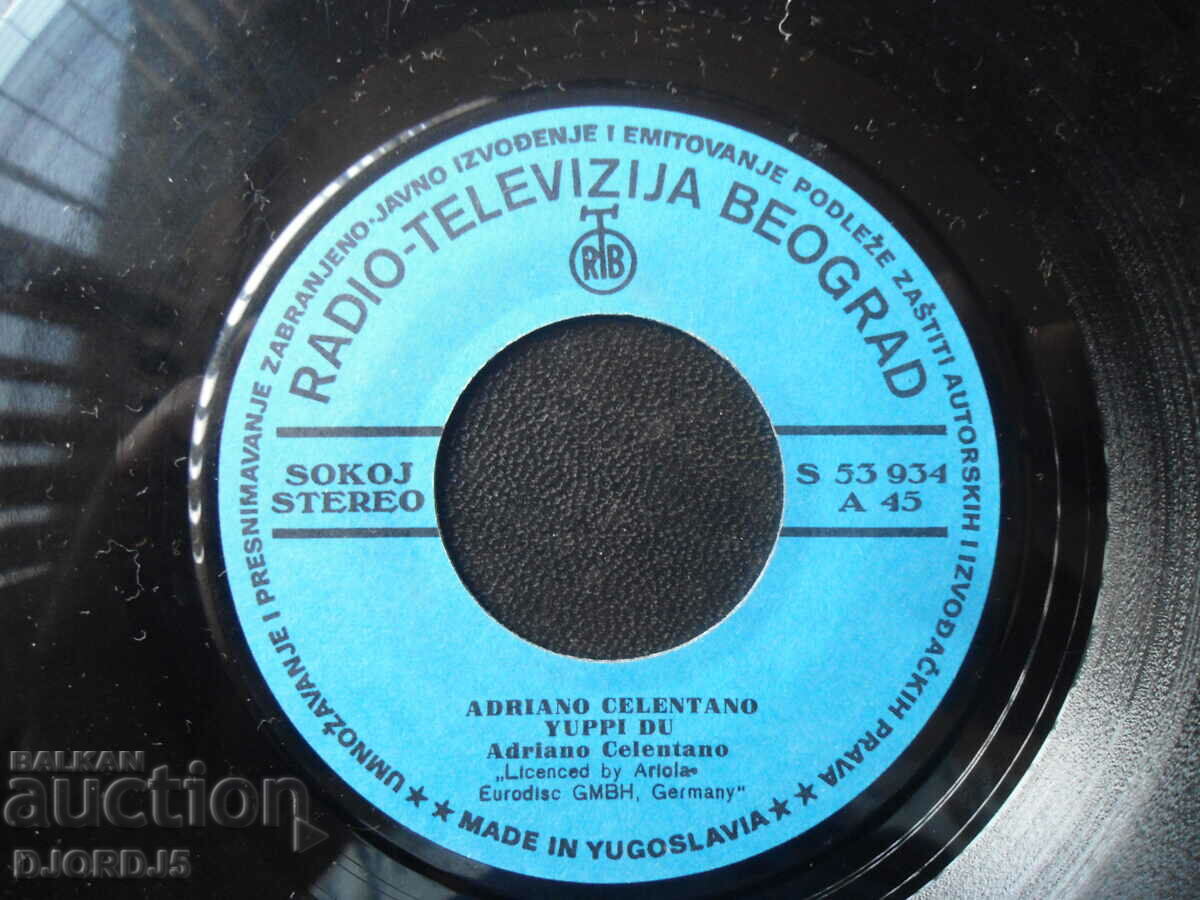 UMNOŽAVANJE I PRESNIMAVANJE ZABRANJENO-JAVNO IZVOĐENJE I EMITOVANJE PODLEŽE ZAŠTITI AUTORSKIH I IZVOĐAČKIH PRAVA
RADIO-TELEVIZIJA BEOGRAD
RTB
SOKOJ
STEREO
S 53 934
A 45
ADRIANO CELENTANO
YUPPI DU
Adriano Celentano
„Licenced by Ariola-
Eurodisc GMBH, Germany"
★★ MADE IN YUGOSLAVIA ★★
BALKAN
auction
DJORDJ5